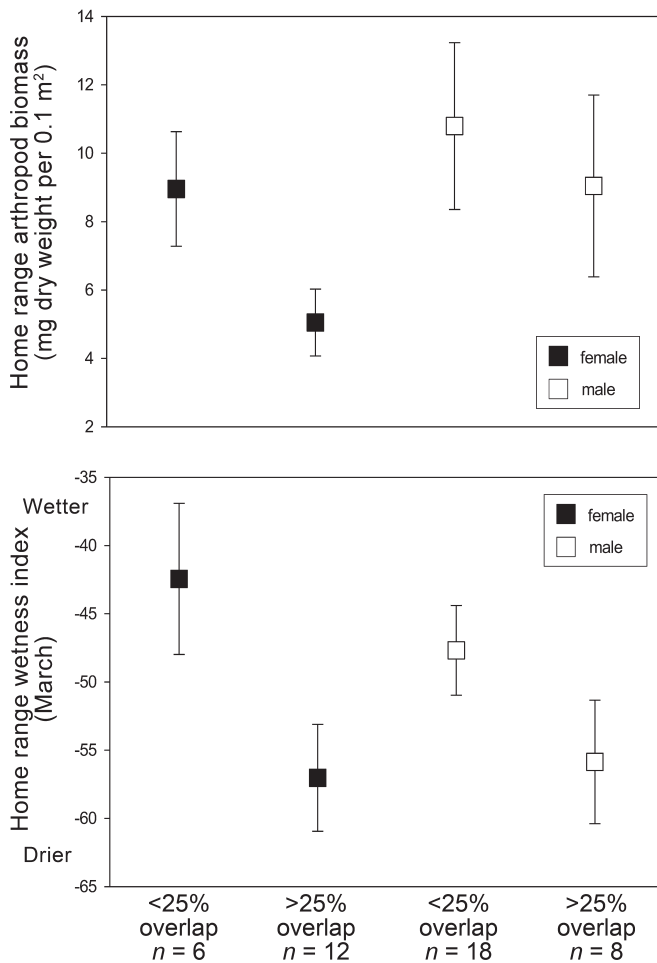 Home range arthropod biomass
(mg dry weight per 0.1 m²)
14
12
10
8
6
4
2
female
male
Home range wetness index
(March)
Wetter
Drier
-35
-40
-45
-50
-55
-60
-65
female
male
<25%
overlap
n = 6
>25%
overlap
n = 12
<25%
overlap
n = 18
>25%
overlap
n = 8